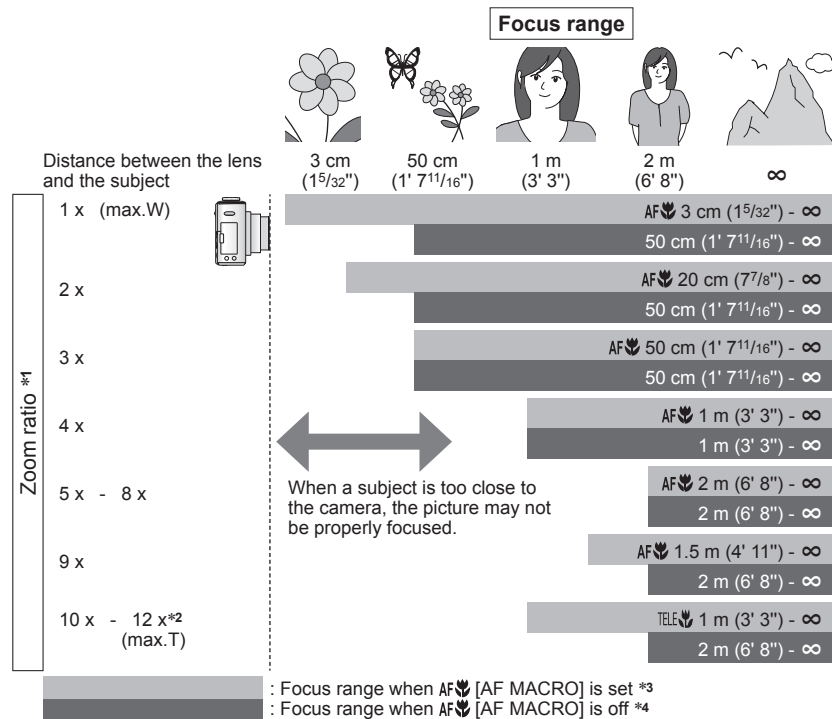 Focus range
Distance between the lens
and the subject
3 cm
(1 5/32")
50 cm
(1' 7 11/16")
1 m
(3' 3")
2 m
(6' 8")
∞
Zoom ratio *1
1 x (max.W)
AF 3 cm (1 5/32") - ∞
50 cm (1' 7 11/16") - ∞
2 x
AF 20 cm (7 7/8") - ∞
50 cm (1' 7 11/16") - ∞
3 x
AF 50 cm (1' 7 11/16") - ∞
50 cm (1' 7 11/16") - ∞
4 x
AF 1 m (3' 3") - ∞
1 m (3' 3") - ∞
When a subject is too close to
the camera, the picture may not
be properly focused.
5 x - 8 x
AF 2 m (6' 8") - ∞
2 m (6' 8") - ∞
9 x
AF 1.5 m (4' 11") - ∞
2 m (6' 8") - ∞
10 x - 12 x*2
(max.T)
TELE 1 m (3' 3") - ∞
2 m (6' 8") - ∞
: Focus range when AF [AF MACRO] is set *3
: Focus range when AF [AF MACRO] is off *4